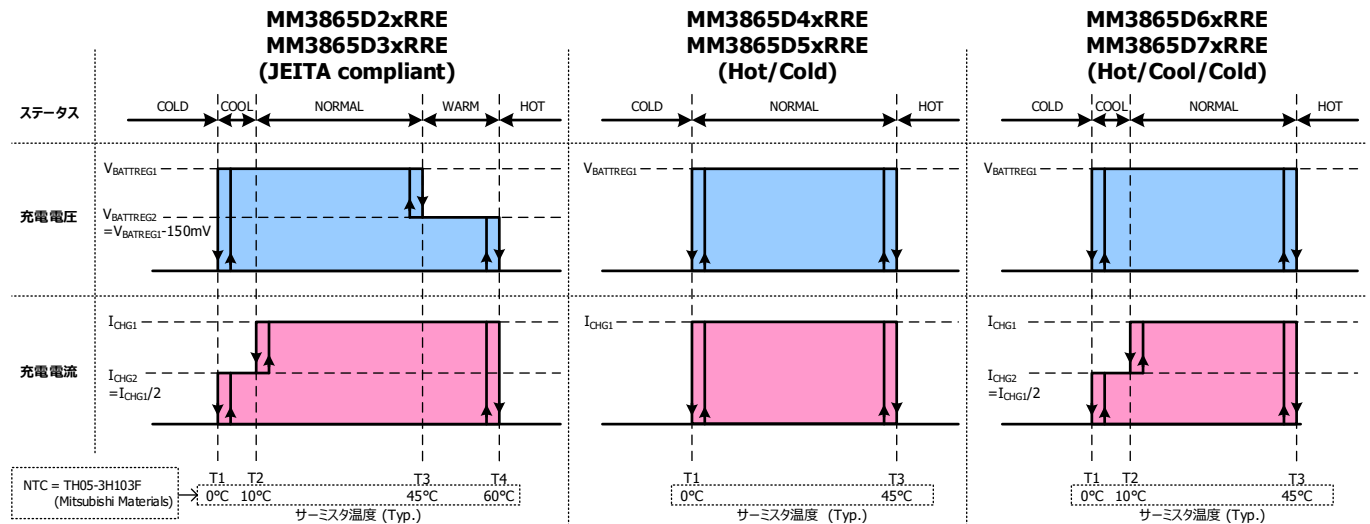 MM3865D2xRRE
MM3865D3xRRE
(JEITA compliant)
MM3865D4xRRE
MM3865D5xRRE
(Hot/Cold)
MM3865D6xRRE
MM3865D7xRRE
(Hot/Cool/Cold)
ステータス
COLD COOL NORMAL WARM HOT
COLD NORMAL HOT
COLD COOL NORMAL HOT
充電電圧
VBATTREG1
VBATTREG2
=VBATREG1-150mV
VBATTREG1
VBATTREG1
充電電流
ICHG1
ICHG2
=ICHG1/2
ICHG1
ICHG1
ICHG2
=ICHG1/2
NTC = TH05-3H103F
(Mitsubishi Materials)
T1 T2 T3 T4
0℃ 10℃ 45℃ 60℃
サーミスタ温度 (Typ.)
T1 T3
0℃ 45℃
サーミスタ温度 (Typ.)
T1 T2 T3
0℃ 10℃ 45℃
サーミスタ温度 (Typ.)